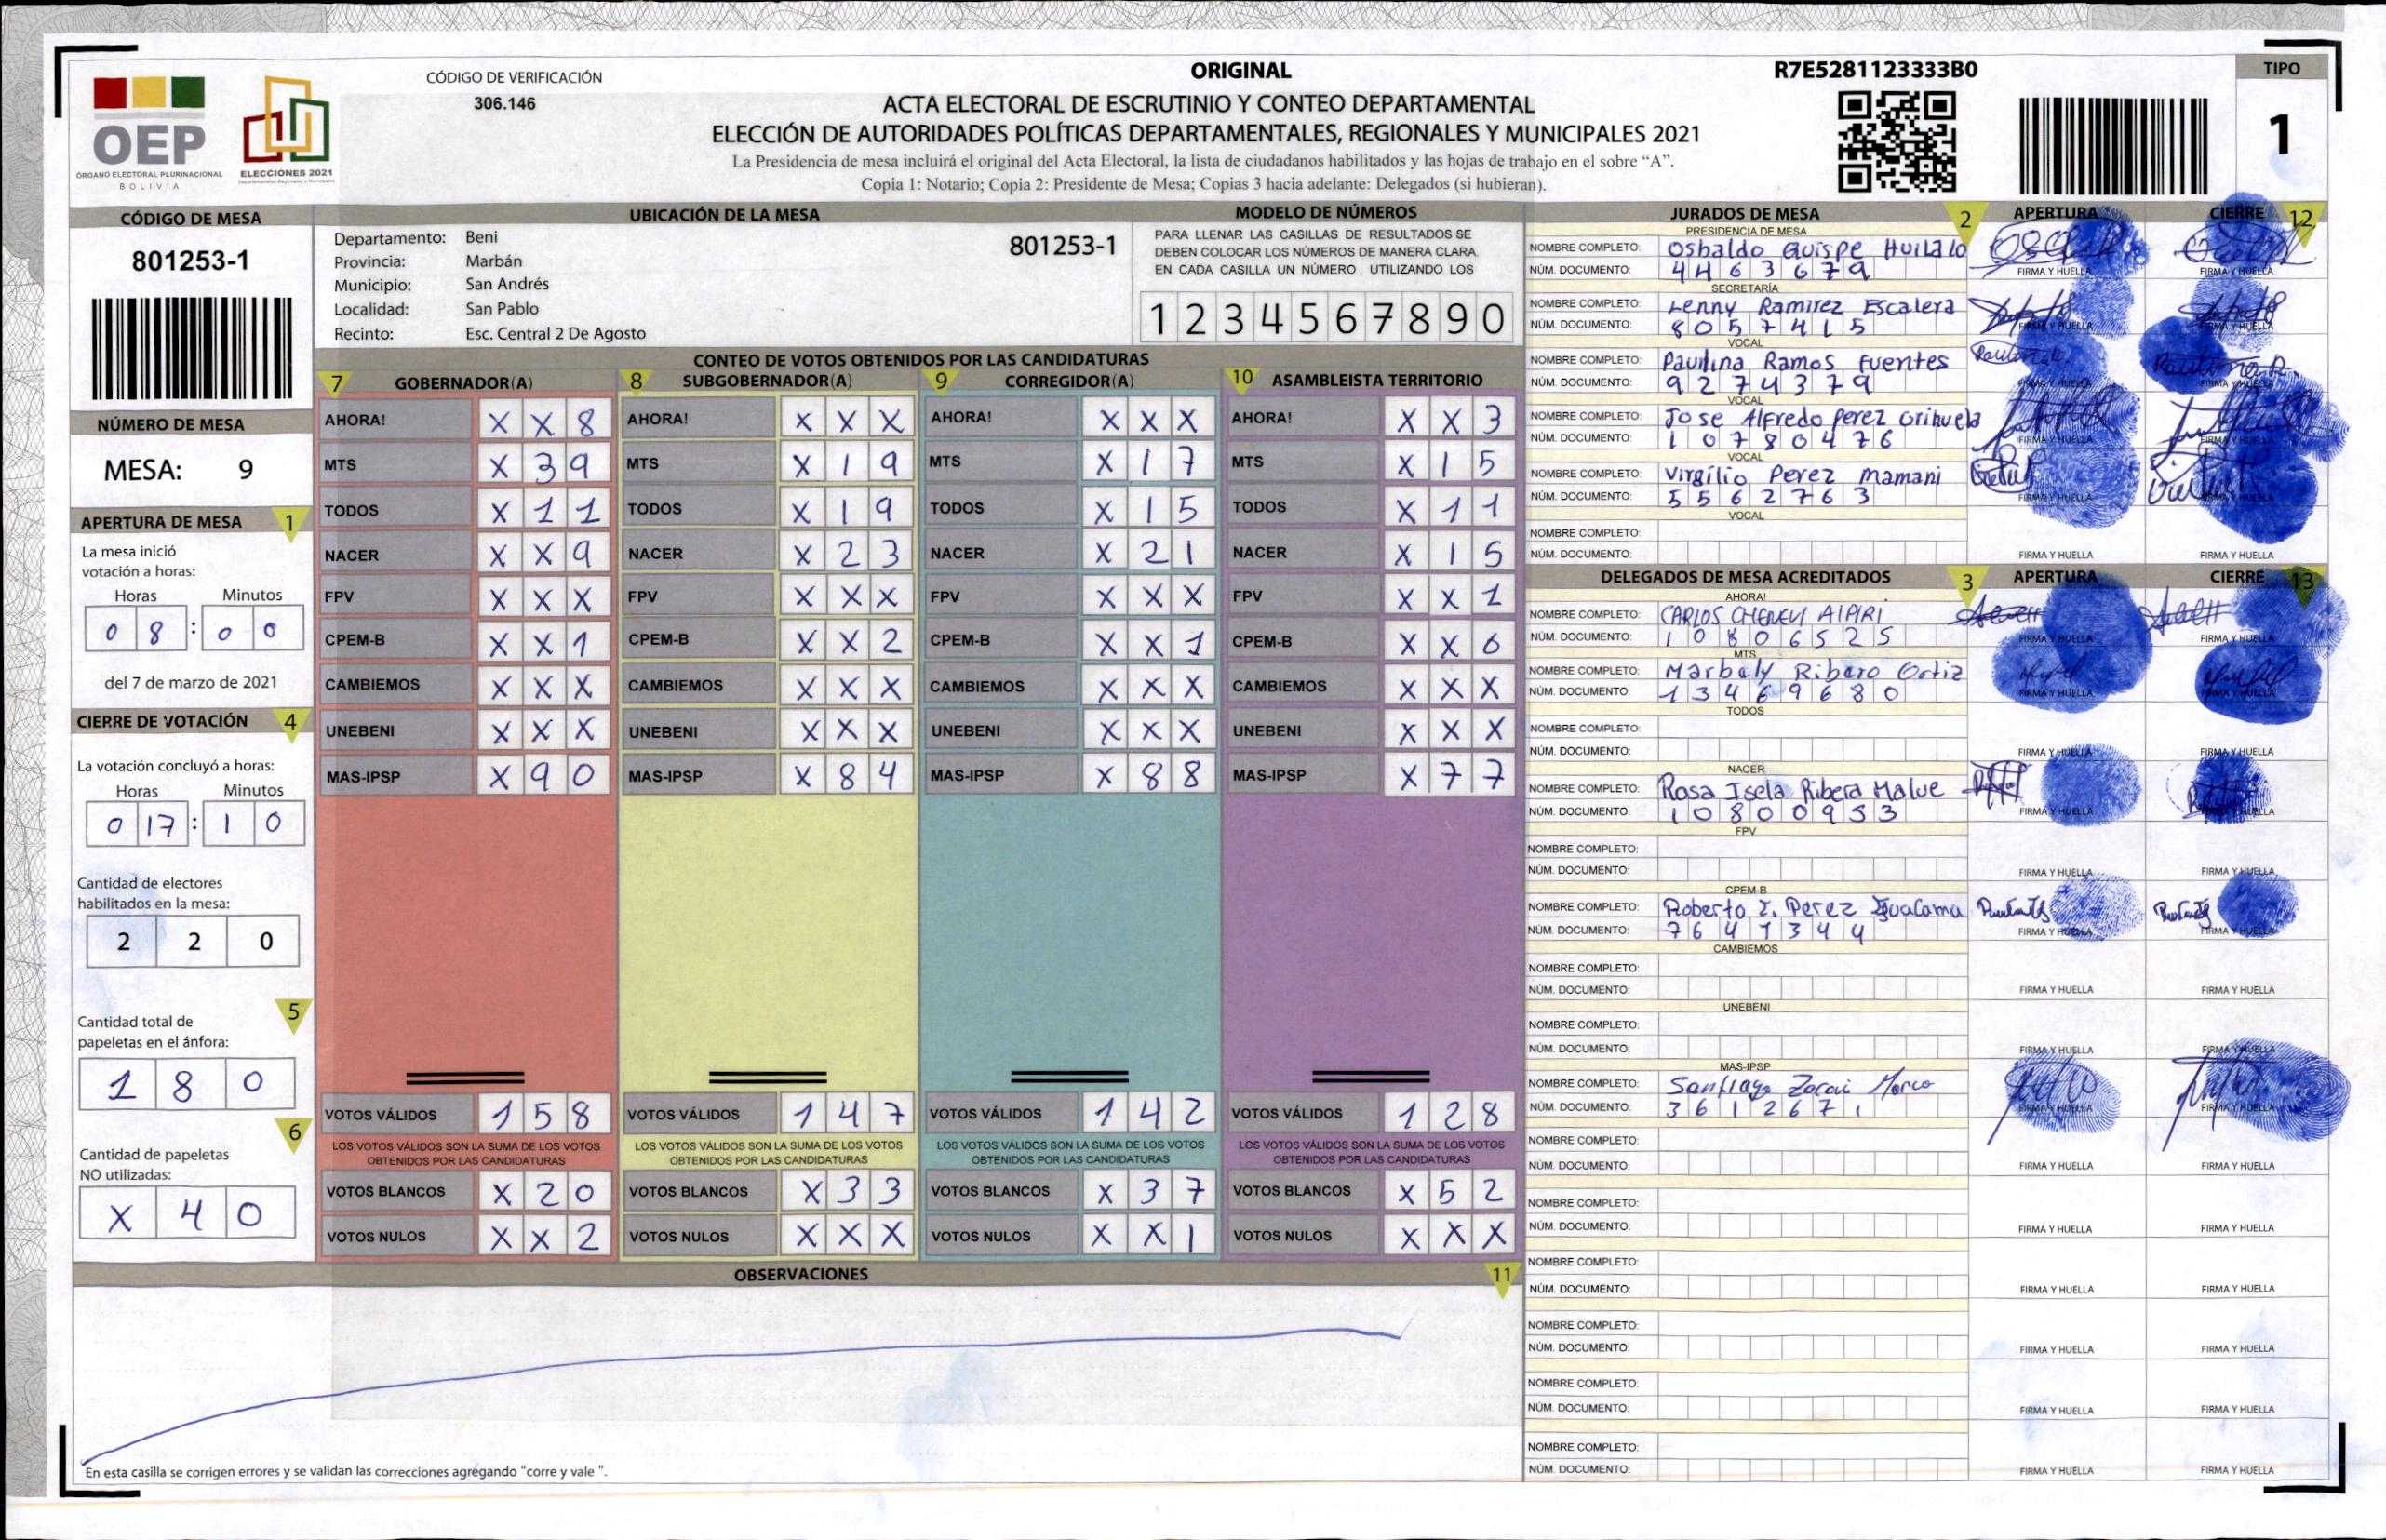 ORIGINAL
R7E5281123333B0
TIPO
1
OEP
ÓRGANO ELECTORAL PLURINACIONAL
BOLIVIA
ELECCIONES 2021
CÓDIGO DE VERIFICACIÓN
306.146
ACTA ELECTORAL DE ESCRUTINIO Y CONTEO DEPARTAMENTAL
ELECCIÓN DE AUTORIDADES POLÍTICAS DEPARTAMENTALES, REGIONALES Y MUNICIPALES 2021
La Presidencia de mesa incluirá el original del Acta Electoral, la lista de ciudadanos habilitados y las hojas de trabajo en el sobre “A”.
Copia 1: Notario; Copia 2: Presidente de Mesa; Copias 3 hacia adelante: Delegados (si hubieran).
CÓDIGO DE MESA
801253-1
NÚMERO DE MESA
MESA: 9
APERTURA DE MESA 1
La mesa inició
votación a horas:
Horas Minutos
0 8 : 0 0
del 7 de marzo de 2021
CIERRE DE VOTACIÓN 4
La votación concluyó a horas:
Horas Minutos
0 17 : 1 0
Cantidad de electores
habilitados en la mesa:
2 2 0
5
Cantidad total de
papeletas en el ánfora:
1 8 0
6
Cantidad de papeletas
NO utilizadas:
X 4 0
UBICACIÓN DE LA MESA
Departamento: Beni
Provincia: Marbán
Municipio: San Andrés
Localidad: San Pablo
Recinto: Esc. Central 2 De Agosto
801253-1
MODELO DE NÚMEROS
PARA LLENAR LAS CASILLAS DE RESULTADOS SE
DEBEN COLOCAR LOS NÚMEROS DE MANERA CLARA
EN CADA CASILLA UN NÚMERO, UTILIZANDO LOS
1 2 3 4 5 6 7 8 9 0
CONTEO DE VOTOS OBTENIDOS POR LAS CANDIDATURAS
7 GOBERNADOR(A) 8 SUBGOBERNADOR(A) 9 CORREGIDOR(A) 10 ASAMBLEISTA TERRITORIO
AHORA! X X 8 AHORA! X X X AHORA! X X X AHORA! X X 3
MTS X 3 9 MTS X 1 9 MTS X 1 7 MTS X 1 5
TODOS X 1 1 TODOS X 1 9 TODOS X 1 5 TODOS X 1 1
NACER X X 9 NACER X 2 3 NACER X 2 1 NACER X 1 5
FPV X X X FPV X X X FPV X X X FPV X X 1
CPEM-B X X 1 CPEM-B X X 2 CPEM-B X X 1 CPEM-B X X 6
CAMBIEMOS X X X CAMBIEMOS X X X CAMBIEMOS X X X CAMBIEMOS X X X
UNEBENI X X X UNEBENI X X X UNEBENI X X X UNEBENI X X X
MAS-IPSP X 9 0 MAS-IPSP X 8 4 MAS-IPSP X 8 8 MAS-IPSP X 7 7
VOTOS VÁLIDOS 1 5 8 VOTOS VÁLIDOS 1 4 7 VOTOS VÁLIDOS 1 4 2 VOTOS VÁLIDOS 1 2 8
LOS VOTOS VÁLIDOS SON LA SUMA DE LOS VOTOS LOS VOTOS VÁLIDOS SON LA SUMA DE LOS VOTOS LOS VOTOS VÁLIDOS SON LA SUMA DE LOS VOTOS LOS VOTOS VÁLIDOS SON LA SUMA DE LOS VOTOS
OBTENIDOS POR LAS CANDIDATURAS OBTENIDOS POR LAS CANDIDATURAS OBTENIDOS POR LAS CANDIDATURAS OBTENIDOS POR LAS CANDIDATURAS
VOTOS BLANCOS X 2 0 VOTOS BLANCOS X 3 3 VOTOS BLANCOS X 3 7 VOTOS BLANCOS X 5 2
VOTOS NULOS X X 2 VOTOS NULOS X X X VOTOS NULOS X X 1 VOTOS NULOS X X X
OBSERVACIONES 11
En esta casilla se corrigen errores y se validan las correcciones agregando “corre y vale ”.
JURADOS DE MESA 2 APERTURA CIERRE 12
PRESIDENCIA DE MESA
NOMBRE COMPLETO: Osbaldo Quispe Huilalo
NÚM. DOCUMENTO: 4463679 FIRMA Y HUELLA FIRMA Y HUELLA
SECRETARÍA
NOMBRE COMPLETO: Lenny Ramirez Escalera
NÚM. DOCUMENTO: 8057415 FIRMA Y HUELLA FIRMA Y HUELLA
VOCAL
NOMBRE COMPLETO: Paulina Ramos Fuentes
NÚM. DOCUMENTO: 9274379 FIRMA Y HUELLA FIRMA Y HUELLA
VOCAL
NOMBRE COMPLETO: Jose Alfredo Perez Orihuela
NÚM. DOCUMENTO: 10780476 FIRMA Y HUELLA FIRMA Y HUELLA
VOCAL
NOMBRE COMPLETO: Virgilio Perez Mamani
NÚM. DOCUMENTO: 5562763 FIRMA Y HUELLA FIRMA Y HUELLA
VOCAL
NOMBRE COMPLETO:
NÚM. DOCUMENTO: FIRMA Y HUELLA FIRMA Y HUELLA
DELEGADOS DE MESA ACREDITADOS 3 APERTURA CIERRE 13
AHORA!
NOMBRE COMPLETO: CARLOS
NÚM. DOCUMENTO: 10806525 FIRMA Y HUELLA FIRMA Y HUELLA
MTS
NOMBRE COMPLETO: Marbely Ribero Ortiz
NÚM. DOCUMENTO: 13469680 FIRMA Y HUELLA FIRMA Y HUELLA
TODOS
NOMBRE COMPLETO:
NÚM. DOCUMENTO: FIRMA Y HUELLA FIRMA Y HUELLA
NACER
NOMBRE COMPLETO: Rosa Isela Ribera Malue
NÚM. DOCUMENTO: 10800953 FIRMA Y HUELLA FIRMA Y HUELLA
FPV
NOMBRE COMPLETO:
NÚM. DOCUMENTO: FIRMA Y HUELLA FIRMA Y HUELLA
CPEM-B
NOMBRE COMPLETO: Roberto Perez
NÚM. DOCUMENTO: 7641344 FIRMA Y HUELLA FIRMA Y HUELLA
CAMBIEMOS
NOMBRE COMPLETO:
NÚM. DOCUMENTO: FIRMA Y HUELLA FIRMA Y HUELLA
UNEBENI
NOMBRE COMPLETO:
NÚM. DOCUMENTO: FIRMA Y HUELLA FIRMA Y HUELLA
MAS-IPSP
NOMBRE COMPLETO: Santiago
NÚM. DOCUMENTO: 3612671 FIRMA Y HUELLA FIRMA Y HUELLA
NOMBRE COMPLETO:
NÚM. DOCUMENTO: FIRMA Y HUELLA FIRMA Y HUELLA
NOMBRE COMPLETO:
NÚM. DOCUMENTO: FIRMA Y HUELLA FIRMA Y HUELLA
NOMBRE COMPLETO:
NÚM. DOCUMENTO: FIRMA Y HUELLA FIRMA Y HUELLA
NOMBRE COMPLETO:
NÚM. DOCUMENTO: FIRMA Y HUELLA FIRMA Y HUELLA
NOMBRE COMPLETO:
NÚM. DOCUMENTO: FIRMA Y HUELLA FIRMA Y HUELLA
NOMBRE COMPLETO:
NÚM. DOCUMENTO: FIRMA Y HUELLA FIRMA Y HUELLA